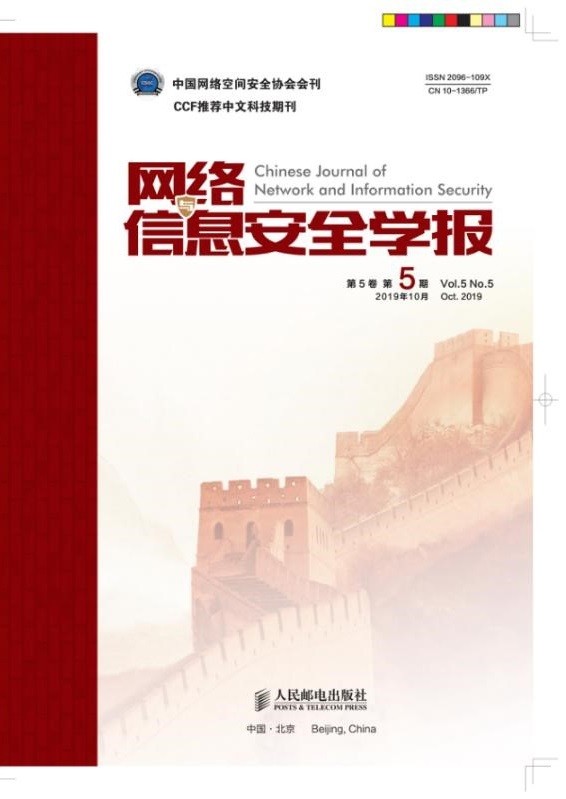 中国网络空间安全协会会刊
CCF推荐中文科技期刊
ISSN 2096-109X
CN 10-1366/TP
网络
Chinese Journal of
Network and Information Security
与
信息安全学报
第 5 卷 第 5 期 Vol.5 No.5
2019年10月 Oct. 2019
人民邮电出版社
POSTS & TELECOM PRESS
中国·北京 Beijing, China